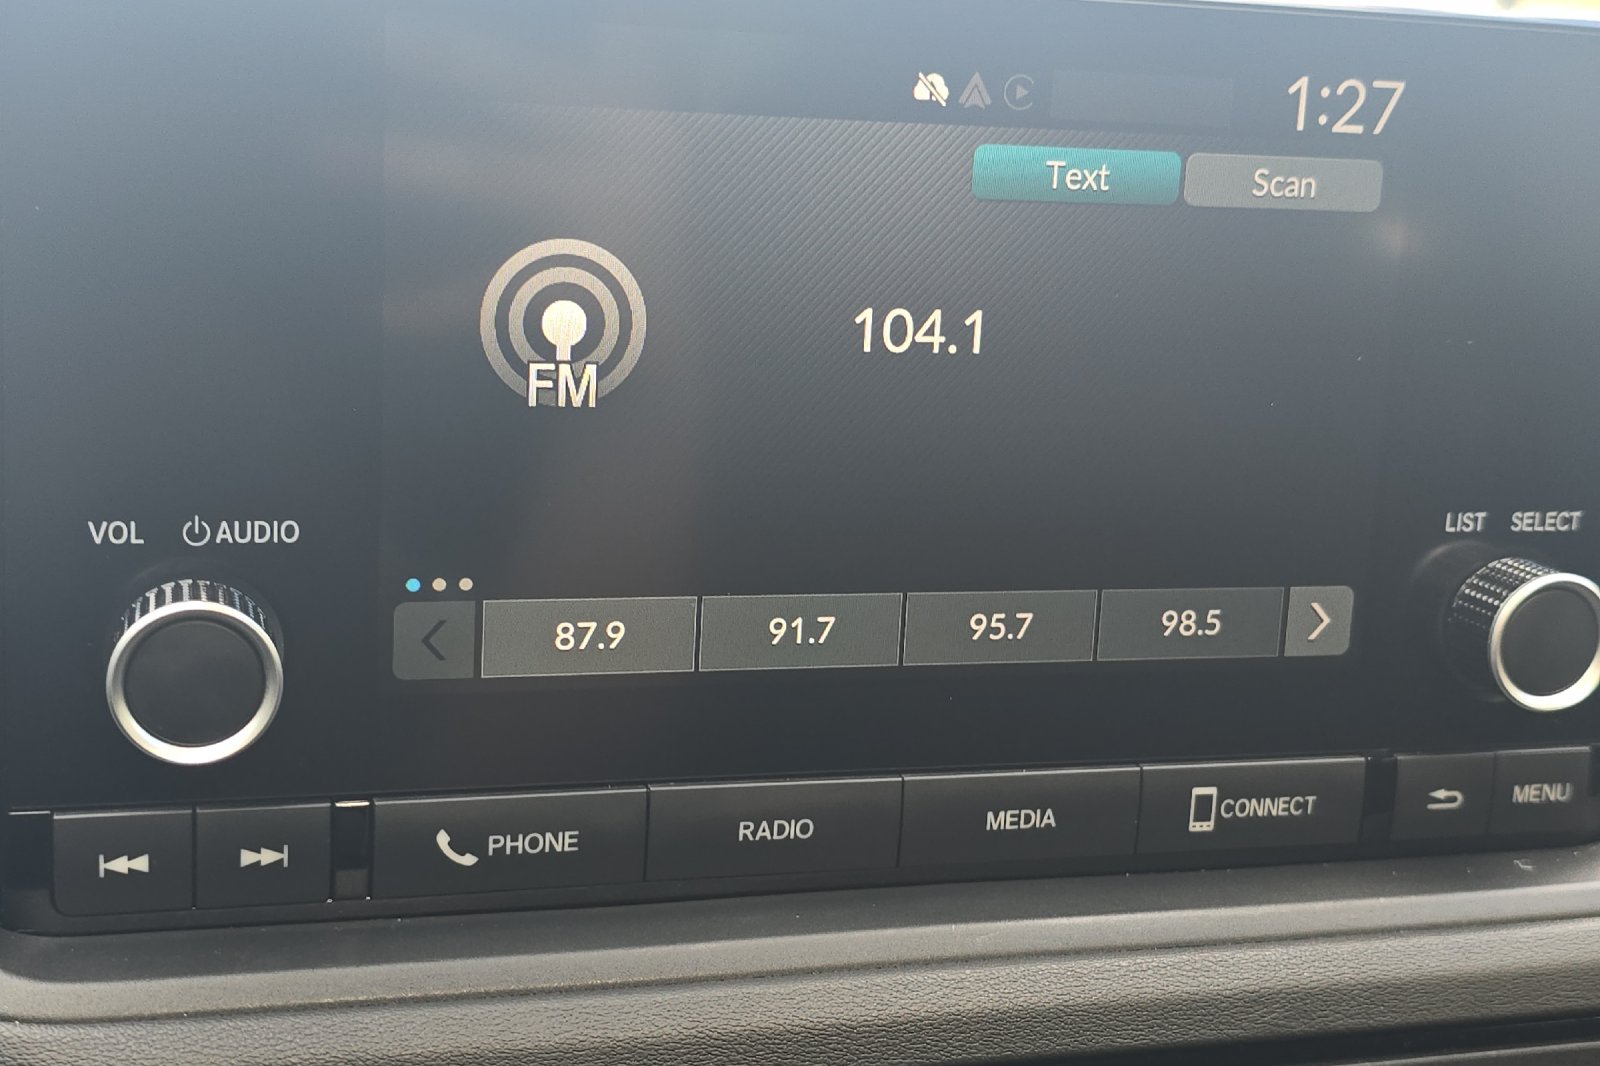 1:27
Text Scan
FM
104.1
VOL AUDIO
LIST SELECT
87.9 91.7 95.7 98.5
PHONE RADIO MEDIA CONNECT MENU